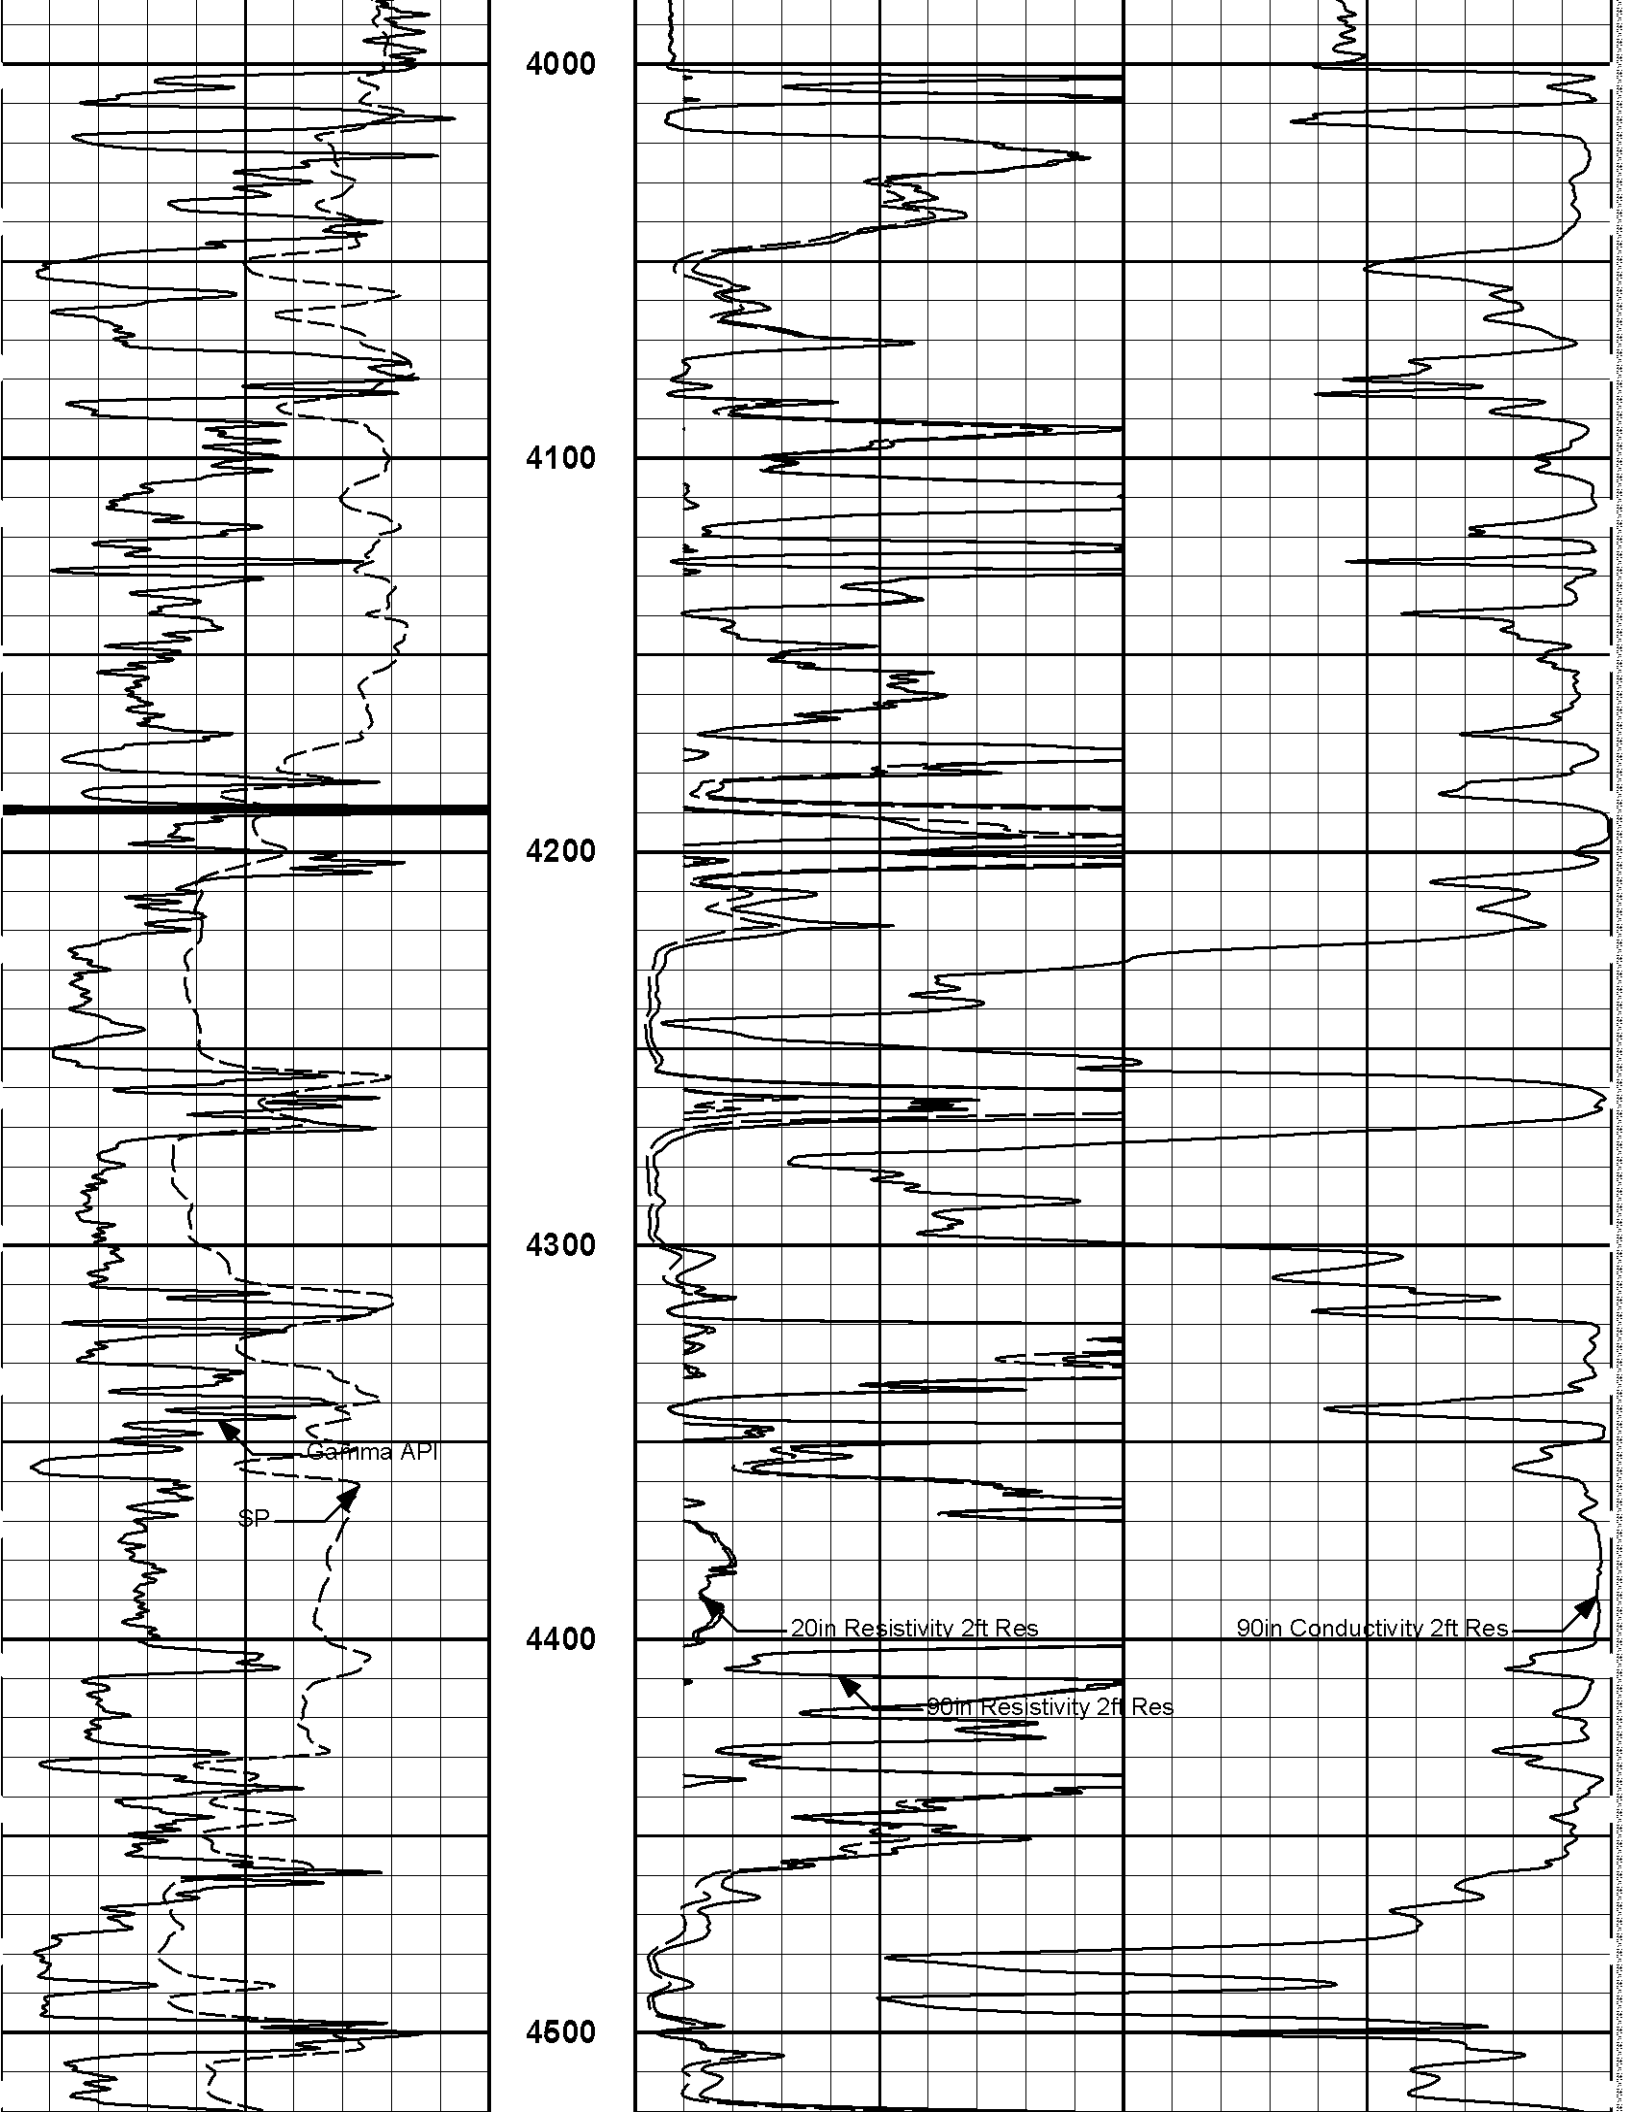 4000
4100
4200
4300
Gamma API
SP
20in Resistivity 2ft Res
90in Conductivity 2ft Res
4400
90in Resistivity 2ft Res
4500